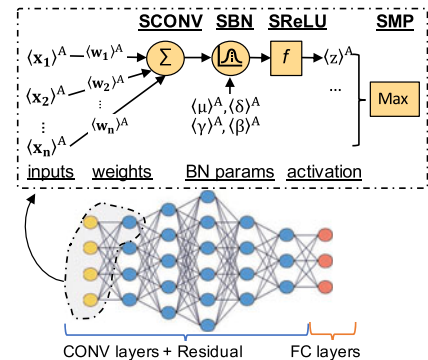 SCONV SBN SReLU SMP
⟨x₁⟩ᴬ ⟨w₁⟩ᴬ ∑ f ⟨z⟩ᴬ
⟨x₂⟩ᴬ ⟨w₂⟩ᴬ ... Max
⋮ ⋮ ⟨μ⟩ᴬ,⟨δ⟩ᴬ
⟨xₙ⟩ᴬ ⟨wₙ⟩ᴬ ⟨γ⟩ᴬ,⟨β⟩ᴬ
inputs weights BN params activation
CONV layers + Residual FC layers